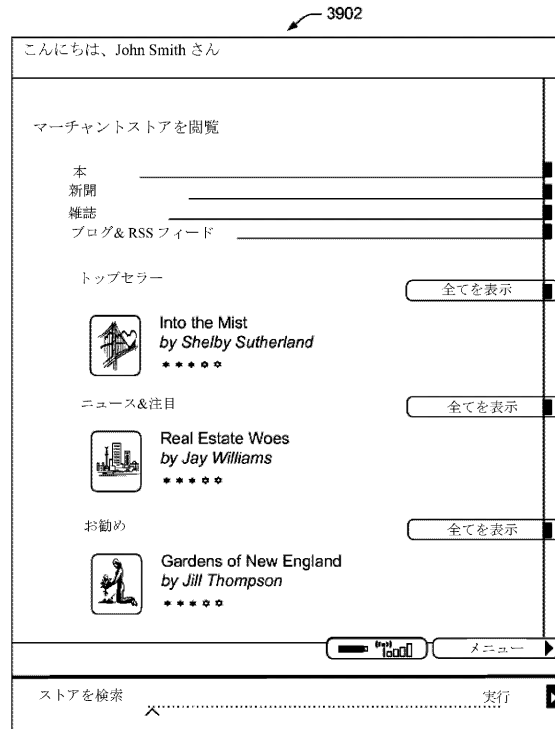 3902
こんにちは、John Smith さん
マーチャントストアを閲覧
本
新聞
雑誌
ブログ& RSS フィード
トップセラー
全てを表示
Into the Mist
by Shelby Sutherland
ニュース&注目
全てを表示
Real Estate Woes
by Jay Williams
お勧め
全てを表示
Gardens of New England
by Jill Thompson
メニュー
ストアを検索
実行